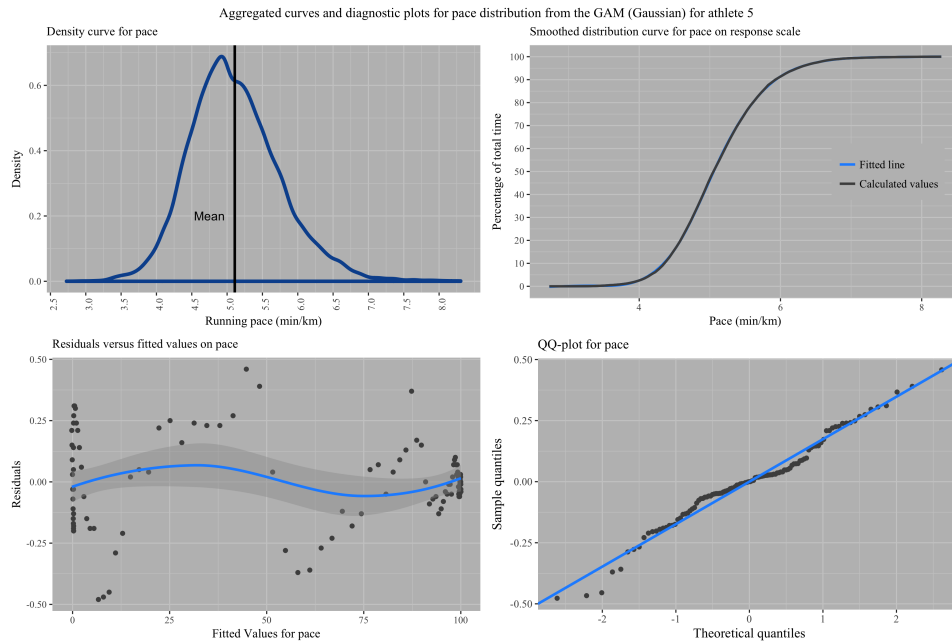 Aggregated curves and diagnostic plots for pace distribution from the GAM (Gaussian) for athlete 5
Density curve for pace
Density
0.6
0.4
0.2
0.0
Mean
2.5 3.0 3.5 4.0 4.5 5.0 5.5 6.0 6.5 7.0 7.5 8.0
Running pace (min/km)
Smoothed distribution curve for pace on response scale
Percentage of total time
100
90
80
70
60
50
40
30
20
10
0
Fitted line
Calculated values
4 6 8
Pace (min/km)
Residuals versus fitted values on pace
Residuals
0.50
0.25
0.00
-0.25
-0.50
0 25 50 75 100
Fitted Values for pace
QQ-plot for pace
Sample quantiles
0.50
0.25
0.00
-0.25
-0.50
-2 -1 0 1 2
Theoretical quantiles